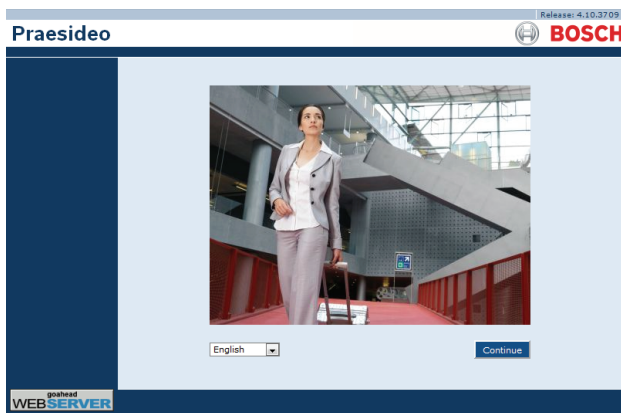 Release: 4.10.3709
Praesideo
BOSCH
English
Continue
goahead
WEBSERVER